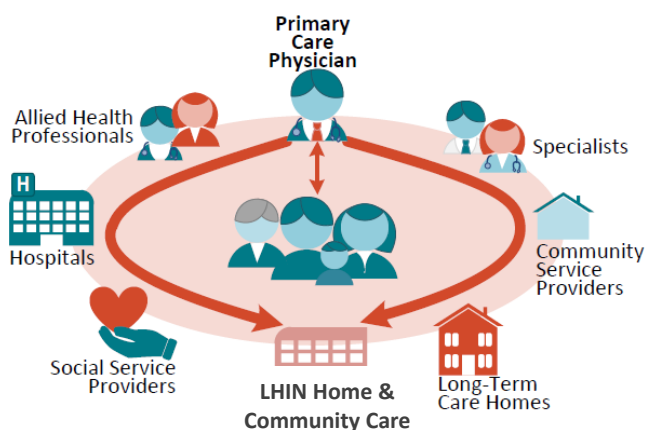 Primary
Care
Physician
Allied Health
Professionals
Specialists
H
Hospitals
Community
Service
Providers
Social Service
Providers
Long-Term
Care Homes
LHIN Home &
Community Care